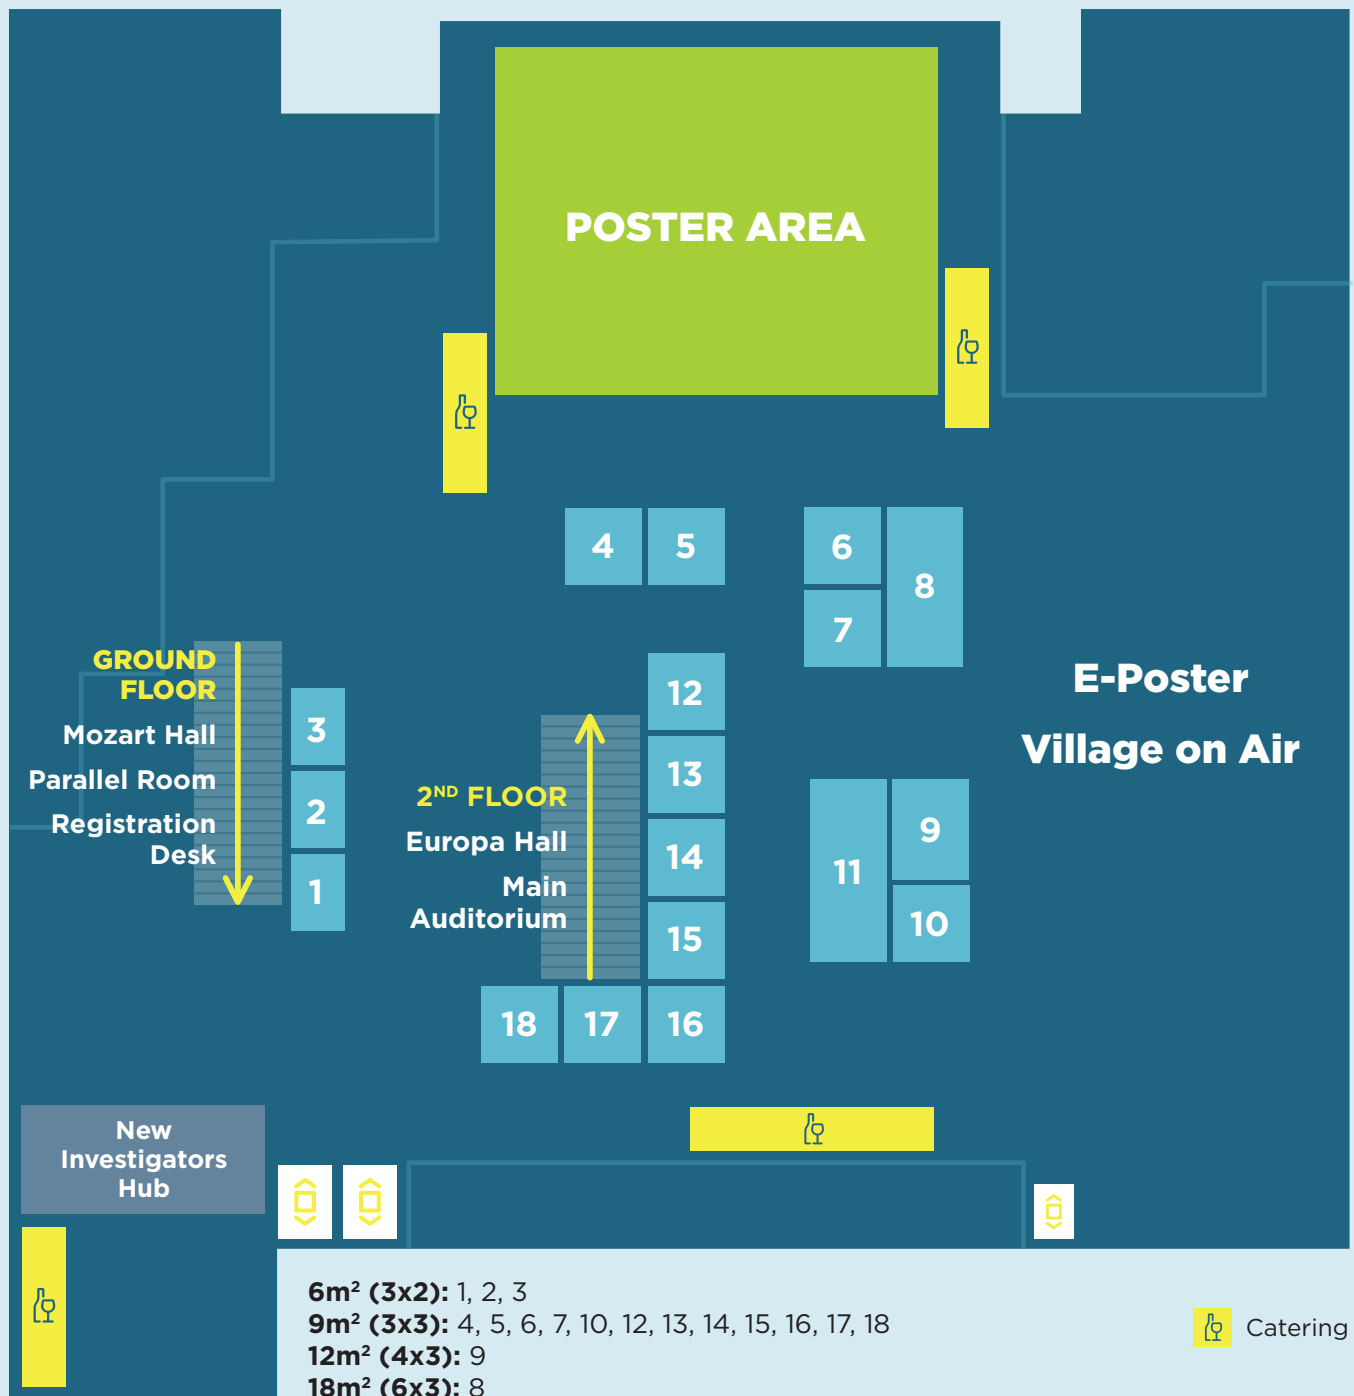 POSTER AREA
4
5
6
7
8
GROUND
FLOOR
Mozart Hall
Parallel Room
Registration
Desk
3
2
1
2ND FLOOR
Europa Hall
Main
Auditorium
12
13
14
15
16
17
18
E-Poster
Village on Air
11
9
10
New
Investigators
Hub
6m² (3x2): 1, 2, 3
9m² (3x3): 4, 5, 6, 7, 10, 12, 13, 14, 15, 16, 17, 18
12m² (4x3): 9
18m² (6x3): 8
Catering